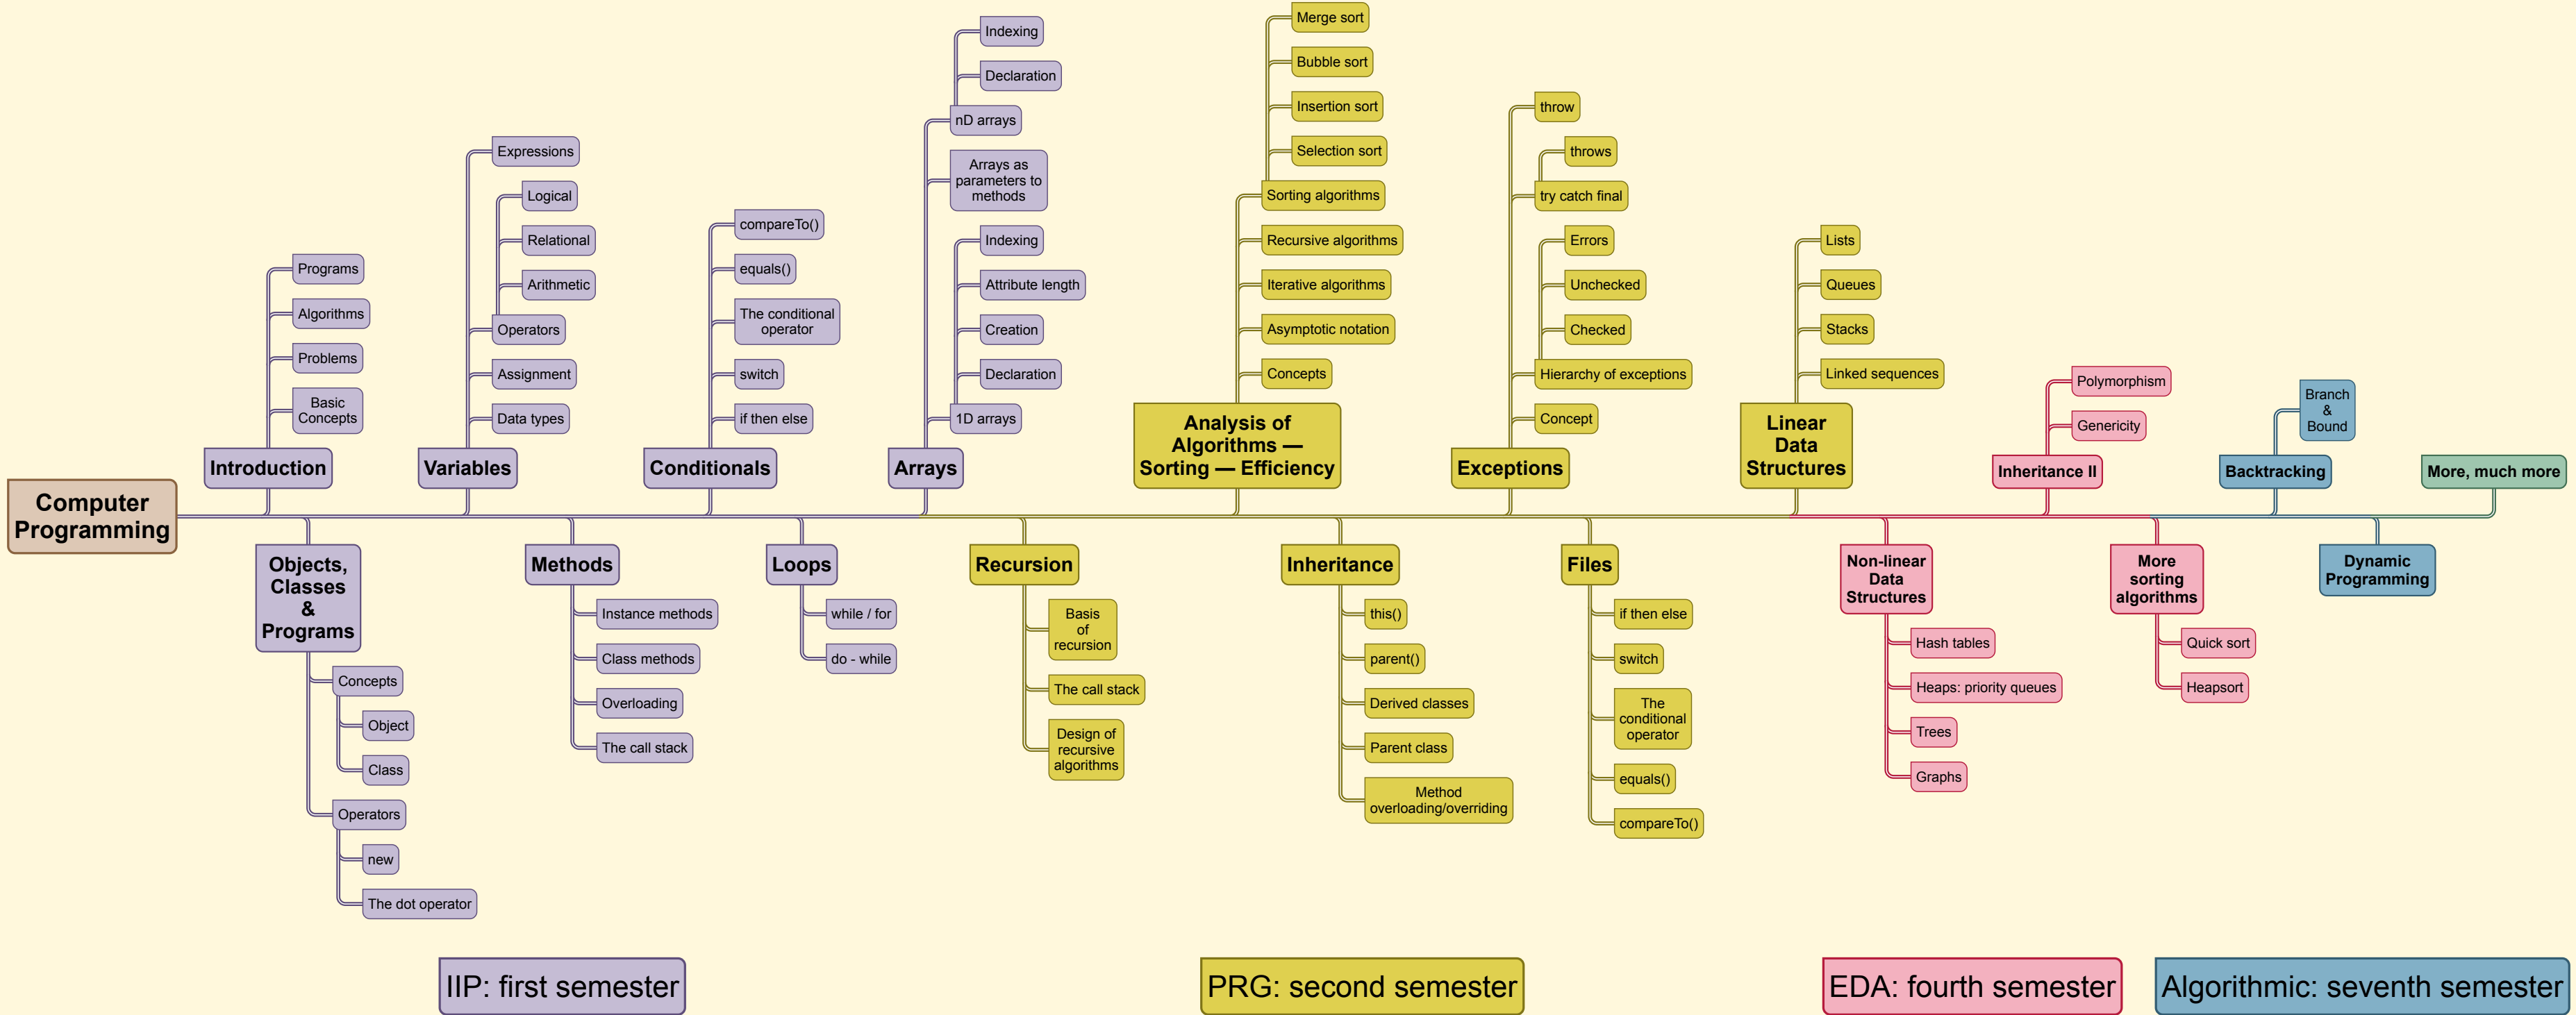 Computer
Programming
Introduction
Programs
Algorithms
Problems
Basic
Concepts
Objects,
Classes
&
Programs
Concepts
Object
Class
Operators
new
The dot operator
Variables
Expressions
Logical
Relational
Arithmetic
Operators
Assignment
Data types
Methods
Instance methods
Class methods
Overloading
The call stack
Conditionals
compareTo()
equals()
The conditional
operator
switch
if then else
Loops
while / for
do - while
Arrays
Indexing
Declaration
nD arrays
Arrays as
parameters to
methods
Indexing
Attribute length
Creation
Declaration
1D arrays
Recursion
Basis
of
recursion
The call stack
Design of
recursive
algorithms
Analysis of
Algorithms —
Sorting — Efficiency
Merge sort
Bubble sort
Insertion sort
Selection sort
Sorting algorithms
Recursive algorithms
Iterative algorithms
Asymptotic notation
Concepts
Inheritance
this()
parent()
Derived classes
Parent class
Method
overloading/overriding
Exceptions
throw
throws
try catch final
Errors
Unchecked
Checked
Hierarchy of exceptions
Concept
Files
if then else
switch
The
conditional
operator
equals()
compareTo()
Linear
Data
Structures
Lists
Queues
Stacks
Linked sequences
Non-linear
Data
Structures
Hash tables
Heaps: priority queues
Trees
Graphs
Inheritance II
Polymorphism
Genericity
More
sorting
algorithms
Quick sort
Heapsort
Backtracking
Branch
&
Bound
Dynamic
Programming
More, much more
IIP: first semester
PRG: second semester
EDA: fourth semester
Algorithmic: seventh semester